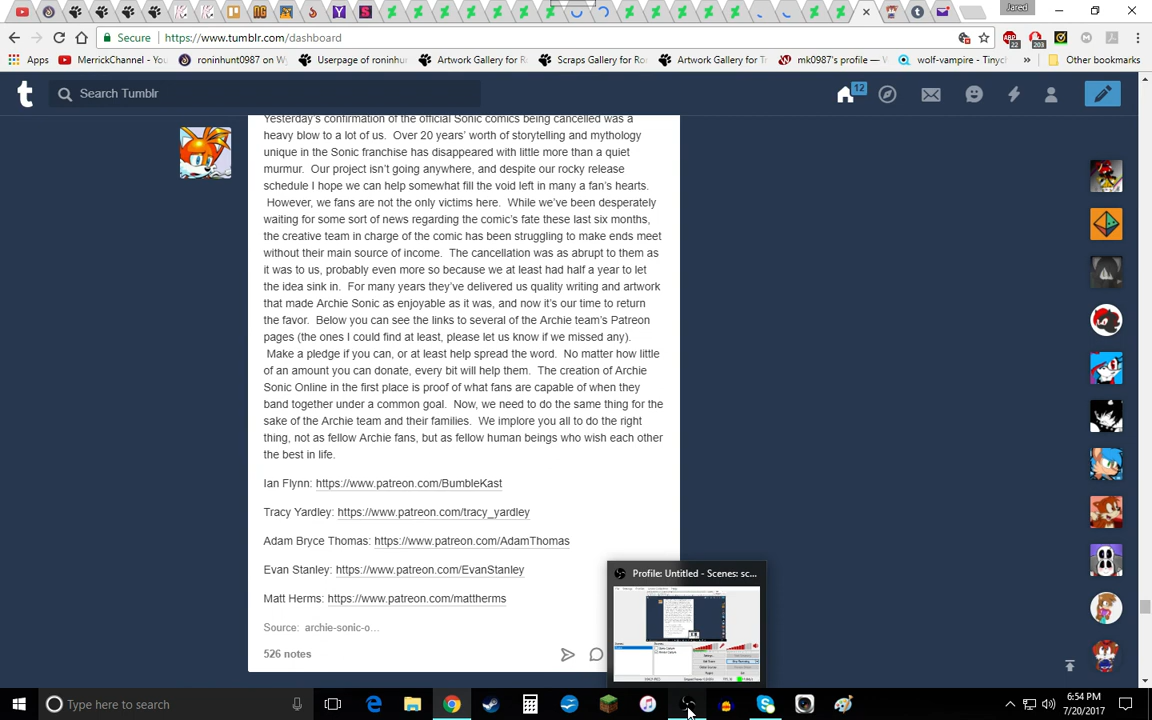 Jared
Secure https://www.tumblr.com/dashboard
22
203
Apps MerrickChannel - You roninhunt0987 on W Userpage of roninhu Artwork Gallery for R Scraps Gallery for Ro Artwork Gallery for T mk0987's profile — W wolf-vampire - Tinyc Other bookmarks
t Search Tumblr 12
Yesterday's confirmation of the official Sonic comics being cancelled was a
heavy blow to a lot of us. Over 20 years' worth of storytelling and mythology
unique in the Sonic franchise has disappeared with little more than a quiet
murmur. Our project isn't going anywhere, and despite our rocky release
schedule I hope we can help somewhat fill the void left in many a fan's hearts.
However, we fans are not the only victims here. While we've been desperately
waiting for some sort of news regarding the comic's fate these last six months,
the creative team in charge of the comic has been struggling to make ends meet
without their main source of income. The cancellation was as abrupt to them as
it was to us, probably even more so because we at least had half a year to let
the idea sink in. For many years they've delivered us quality writing and artwork
that made Archie Sonic as enjoyable as it was, and now it's our time to return
the favor. Below you can see the links to several of the Archie team's Patreon
pages (the ones I could find at least, please let us know if we missed any).
Make a pledge if you can, or at least help spread the word. No matter how little
of an amount you can donate, every bit will help them. The creation of Archie
Sonic Online in the first place is proof of what fans are capable of when they
band together under a common goal. Now, we need to do the same thing for the
sake of the Archie team and their families. We implore you all to do the right
thing, not as fellow Archie fans, but as fellow human beings who wish each other
the best in life.
Ian Flynn: https://www.patreon.com/BumbleKast
Tracy Yardley: https://www.patreon.com/tracy_yardley
Adam Bryce Thomas: https://www.patreon.com/AdamThomas
Evan Stanley: https://www.patreon.com/EvanStanley
Matt Herms: https://www.patreon.com/mattherms
Source: archie-sonic-o…
526 notes
Profile: Untitled - Scenes: sc...
Type here to search
6:54 PM
7/20/2017